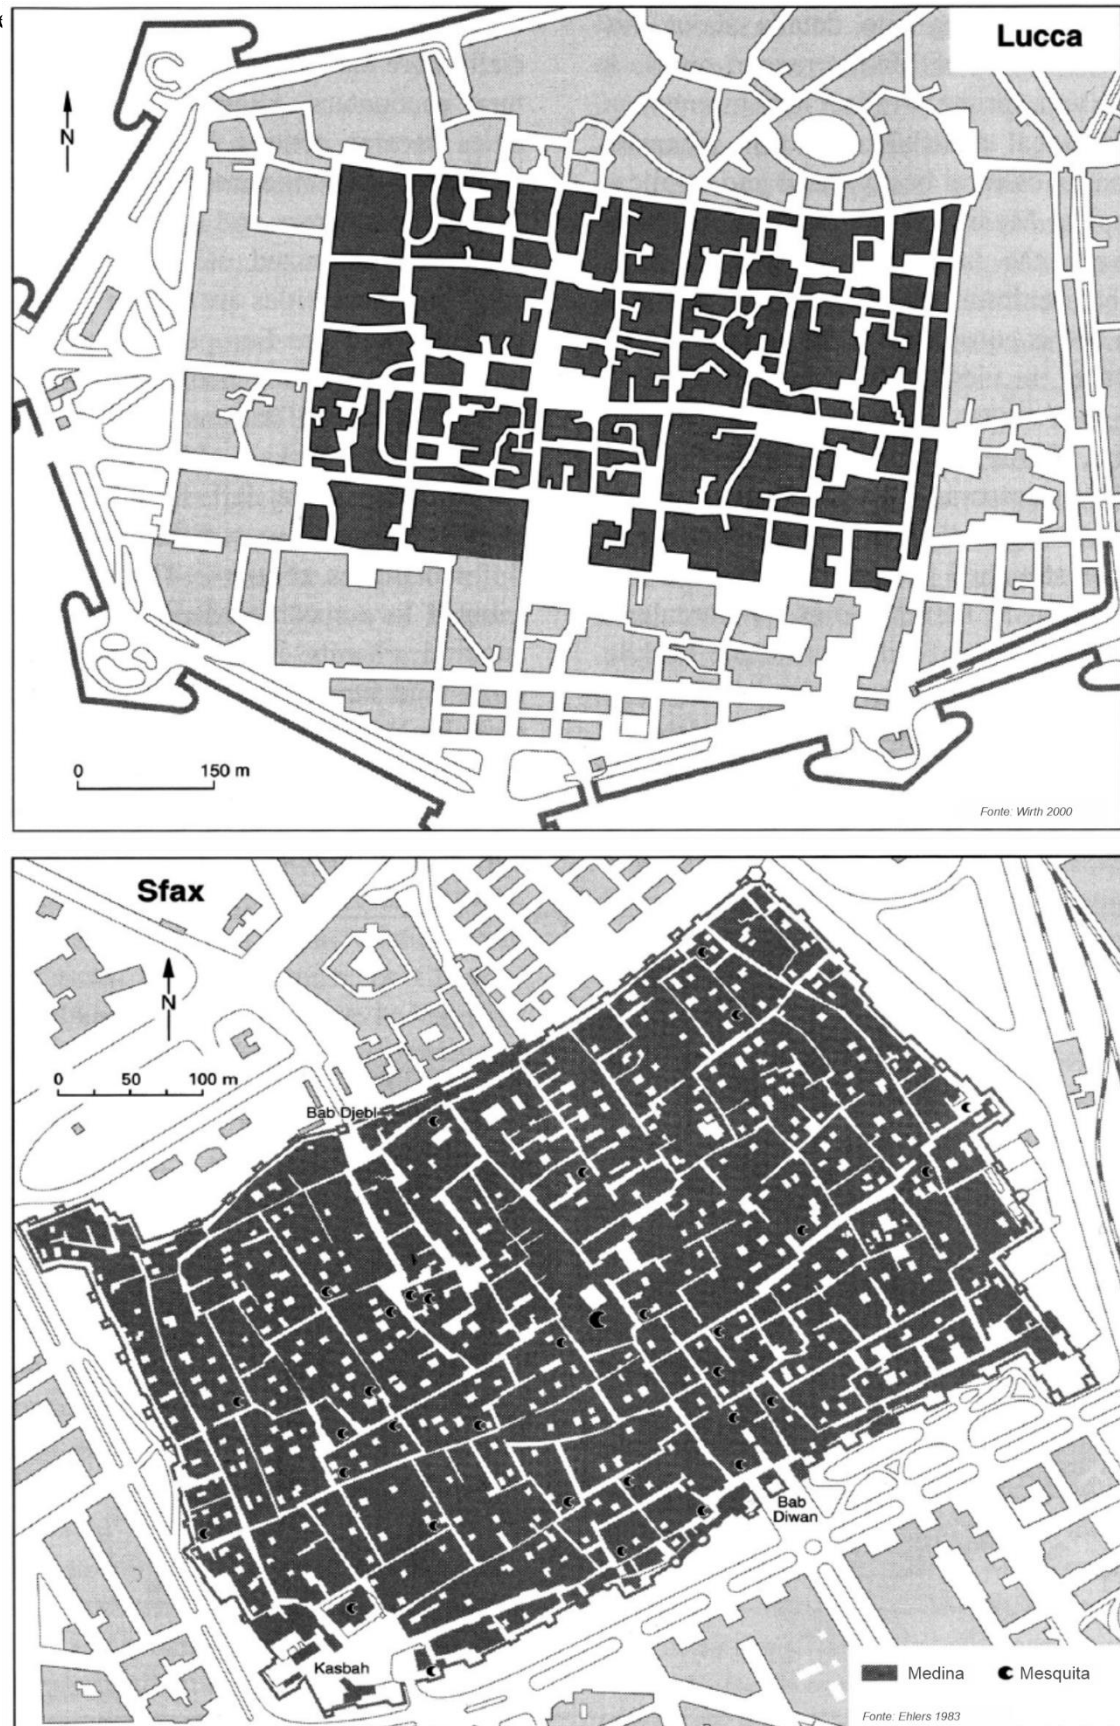 Lucca
N
0 150 m
Fonte: Wirth 2000
Sfax
N
0 50 100 m
Bab Djebl
Bab
Diwan
Kasbah
Medina Mesquita
Fonte: Ehlers 1983